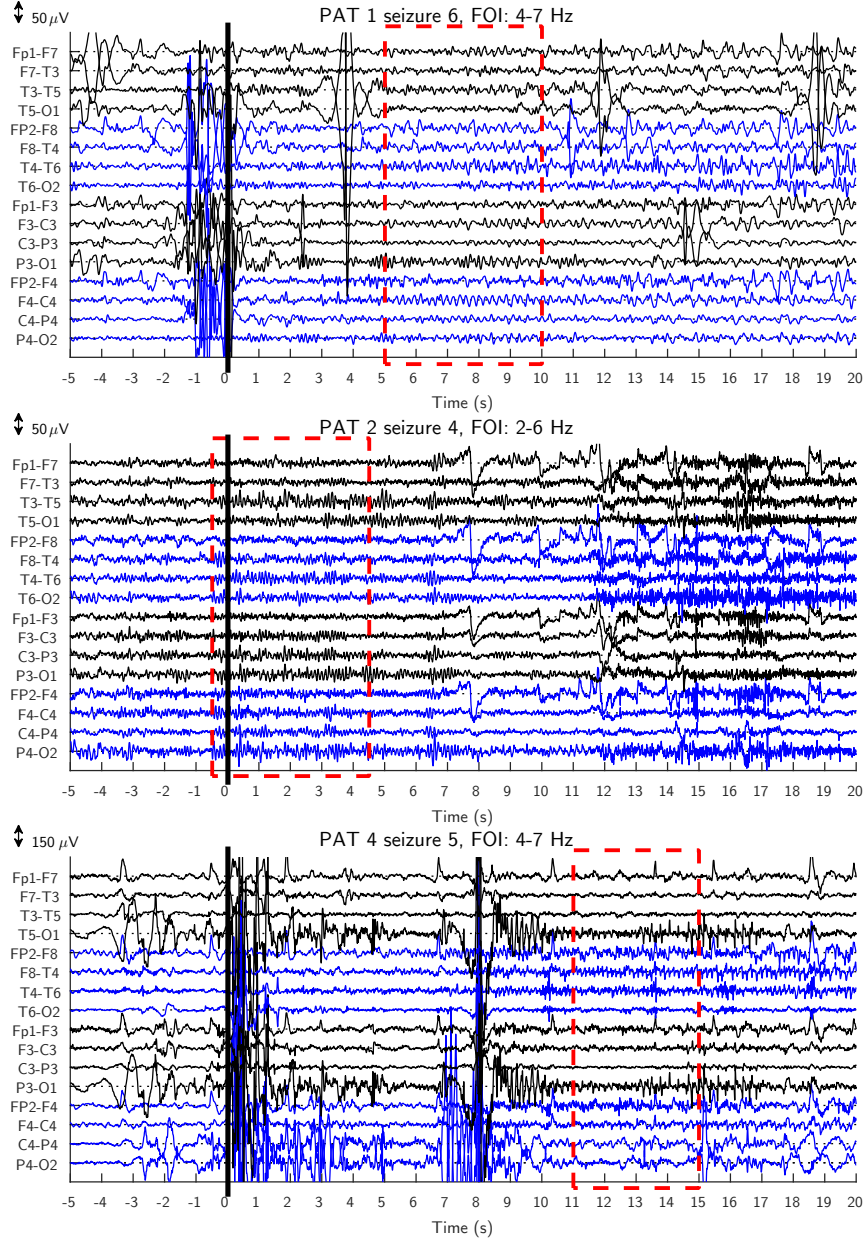 PAT 1 seizure 6, FOI: 4-7 Hz
50 μV
Fp1-F7
F7-T3
T3-T5
T5-O1
FP2-F8
F8-T4
T4-T6
T6-O2
Fp1-F3
F3-C3
C3-P3
P3-O1
FP2-F4
F4-C4
C4-P4
P4-O2
-5 -4 -3 -2 -1 0 1 2 3 4 5 6 7 8 9 10 11 12 13 14 15 16 17 18 19 20
Time (s)
PAT 2 seizure 4, FOI: 2-6 Hz
50 μV
Fp1-F7
F7-T3
T3-T5
T5-O1
FP2-F8
F8-T4
T4-T6
T6-O2
Fp1-F3
F3-C3
C3-P3
P3-O1
FP2-F4
F4-C4
C4-P4
P4-O2
-5 -4 -3 -2 -1 0 1 2 3 4 5 6 7 8 9 10 11 12 13 14 15 16 17 18 19 20
Time (s)
PAT 4 seizure 5, FOI: 4-7 Hz
150 μV
Fp1-F7
F7-T3
T3-T5
T5-O1
FP2-F8
F8-T4
T4-T6
T6-O2
Fp1-F3
F3-C3
C3-P3
P3-O1
FP2-F4
F4-C4
C4-P4
P4-O2
-5 -4 -3 -2 -1 0 1 2 3 4 5 6 7 8 9 10 11 12 13 14 15 16 17 18 19 20
Time (s)